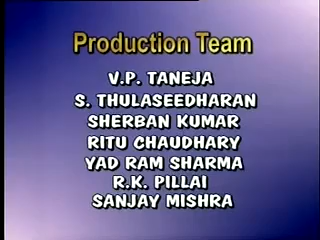 Production Team
V.P. TANEJA
S. THULASEEDHARAN
SHERBAN KUMAR
RITU CHAUDHARY
YAD RAM SHARMA
R.K. PILLAI
SANJAY MISHRA